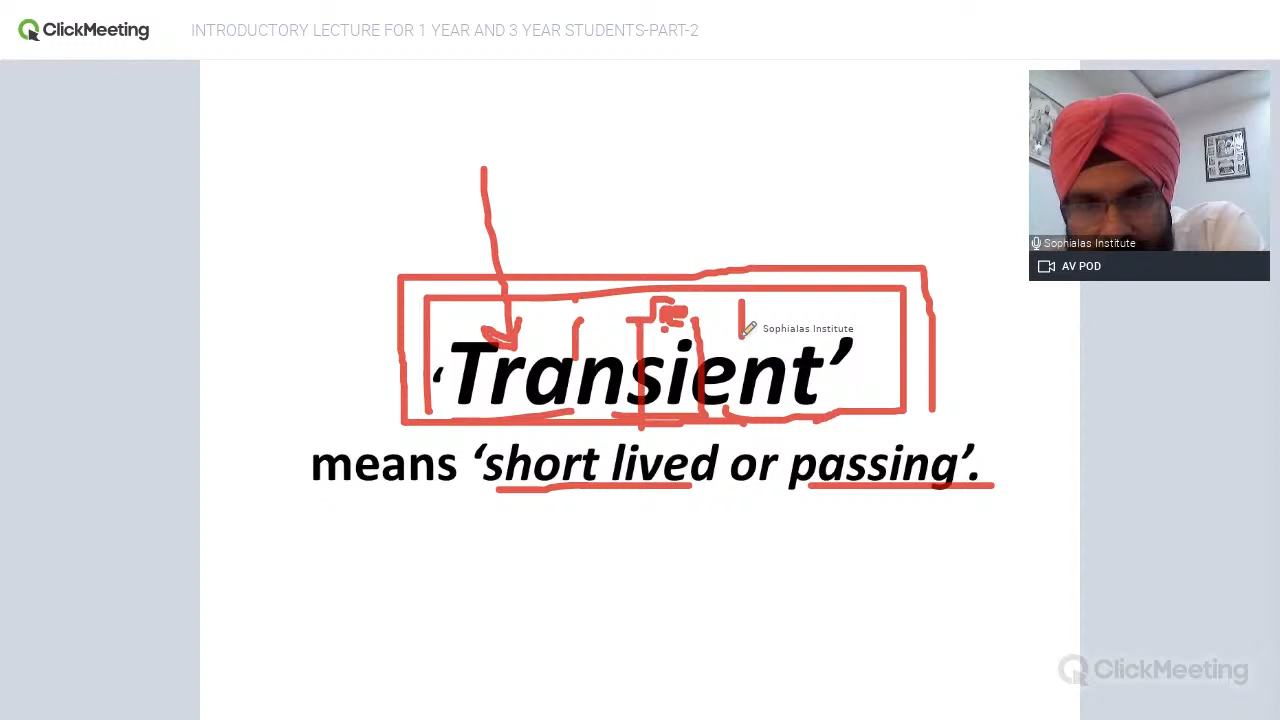 ClickMeeting INTRODUCTORY LECTURE FOR 1 YEAR AND 3 YEAR STUDENTS-PART-2
Sophialas Institute
AV POD
Sophialas Institute
‘Transient’
means ‘short lived or passing’.
ClickMeeting